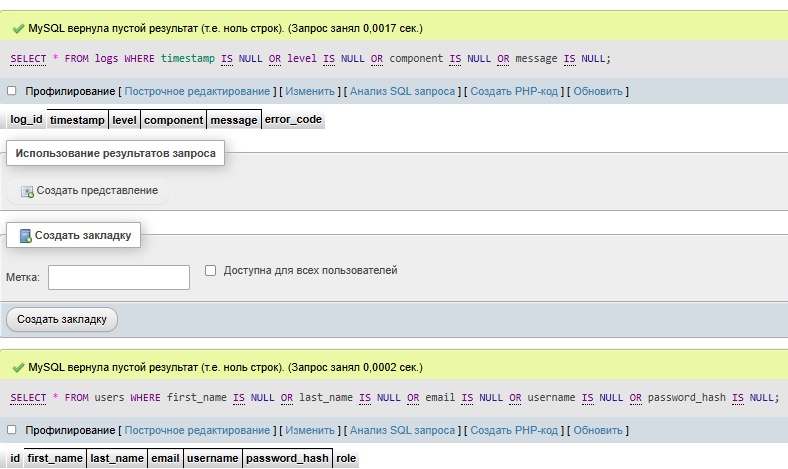 MySQL вернула пустой результат (т.е. ноль строк). (Запрос занял 0,0017 сек.)
SELECT * FROM logs WHERE timestamp IS NULL OR level IS NULL OR component IS NULL OR message IS NULL;
Профилирование [ Построчное редактирование ] [ Изменить ] [ Анализ SQL запроса ] [ Создать PHP-код ] [ Обновить ]
log_id timestamp level component message error_code
Использование результатов запроса
Создать представление
Создать закладку
Метка: Доступна для всех пользователей
Создать закладку
MySQL вернула пустой результат (т.е. ноль строк). (Запрос занял 0,0002 сек.)
SELECT * FROM users WHERE first_name IS NULL OR last_name IS NULL OR email IS NULL OR username IS NULL OR password_hash IS NULL;
Профилирование [ Построчное редактирование ] [ Изменить ] [ Анализ SQL запроса ] [ Создать PHP-код ] [ Обновить ]
id first_name last_name email username password_hash role